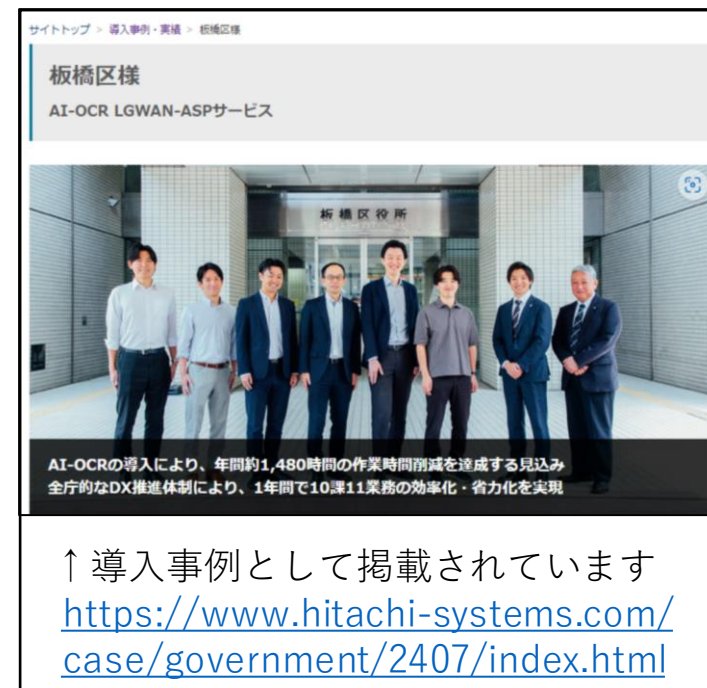 サイトトップ > 導入事例・実績 > 板橋区様
板橋区様
AI-OCR LGWAN-ASPサービス
板橋区役所
AI-OCRの導入により、年間約1,480時間の作業時間削減を達成する見込み
全庁的なDX推進体制により、1年間で10課11業務の効率化・省力化を実現
↑導入事例として掲載されています
https://www.hitachi-systems.com/
case/government/2407/index.html